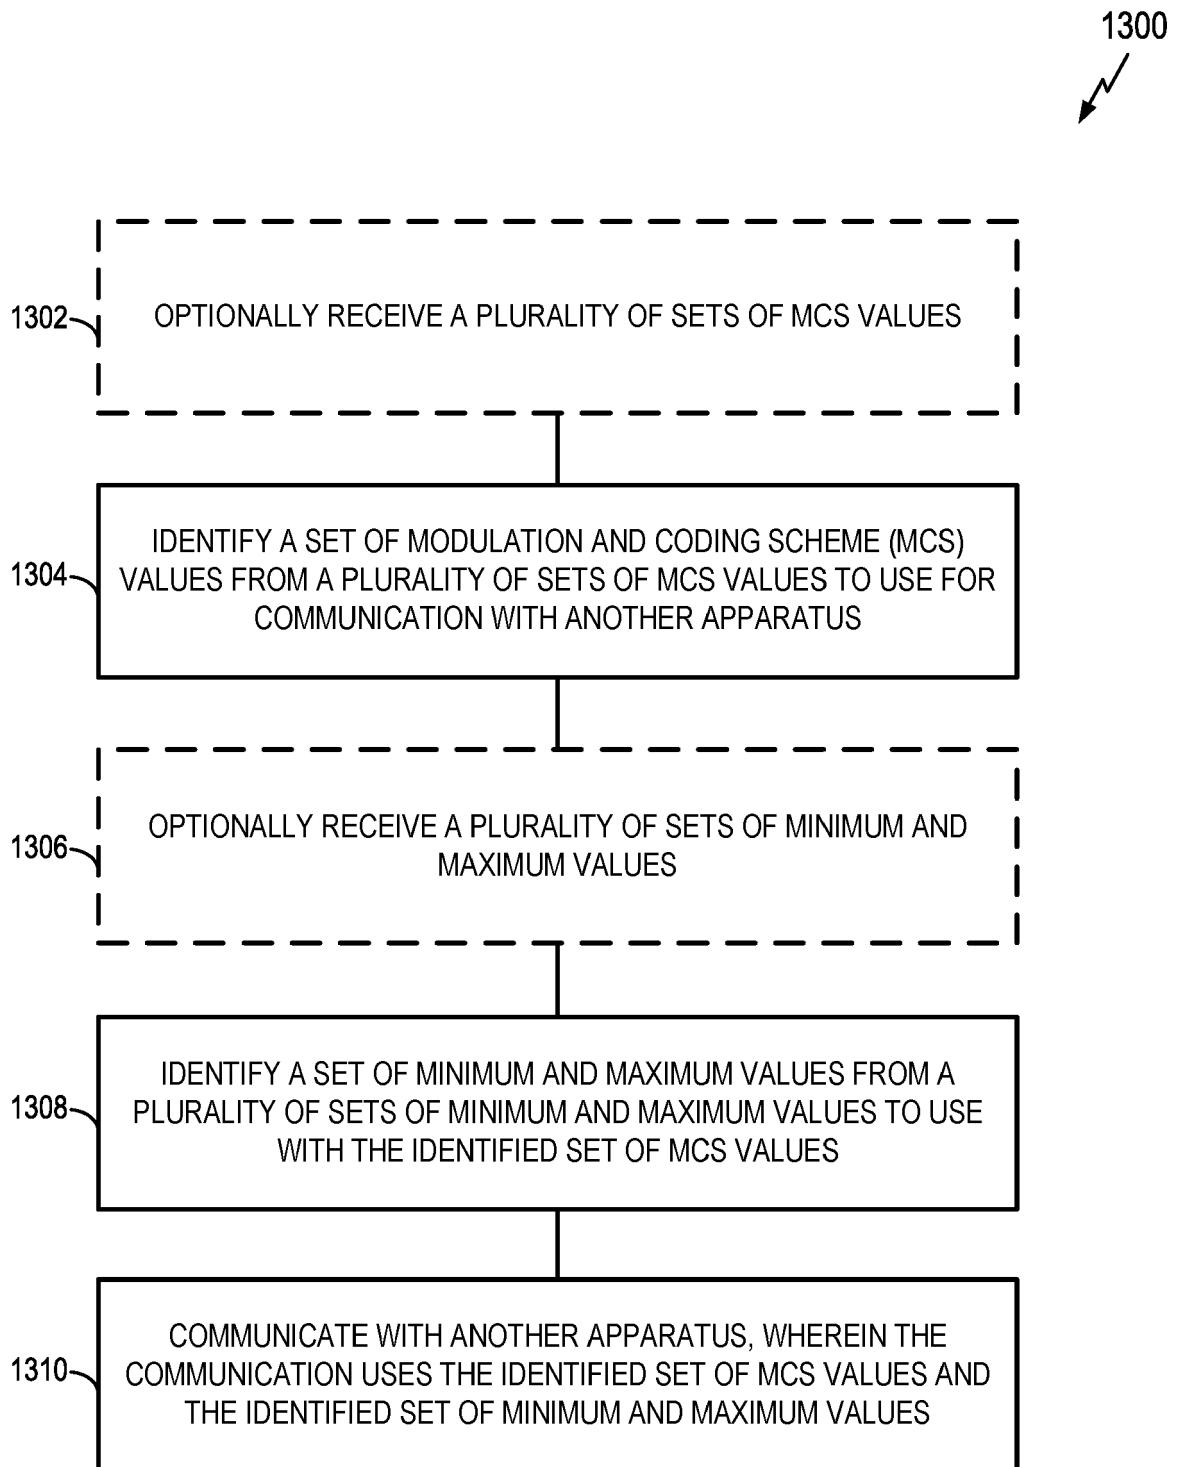 1300
1302
OPTIONALLY RECEIVE A PLURALITY OF SETS OF MCS VALUES
1304
IDENTIFY A SET OF MODULATION AND CODING SCHEME (MCS)
VALUES FROM A PLURALITY OF SETS OF MCS VALUES TO USE FOR
COMMUNICATION WITH ANOTHER APPARATUS
1306
OPTIONALLY RECEIVE A PLURALITY OF SETS OF MINIMUM AND
MAXIMUM VALUES
1308
IDENTIFY A SET OF MINIMUM AND MAXIMUM VALUES FROM A
PLURALITY OF SETS OF MINIMUM AND MAXIMUM VALUES TO USE
WITH THE IDENTIFIED SET OF MCS VALUES
1310
COMMUNICATE WITH ANOTHER APPARATUS, WHEREIN THE
COMMUNICATION USES THE IDENTIFIED SET OF MCS VALUES AND
THE IDENTIFIED SET OF MINIMUM AND MAXIMUM VALUES